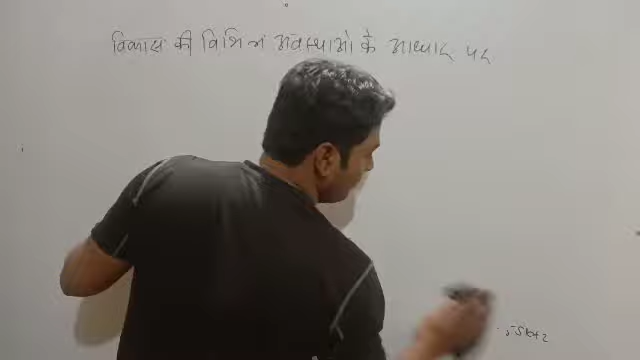 विकास की विभिन्न अवस्थाओ के आधार पर